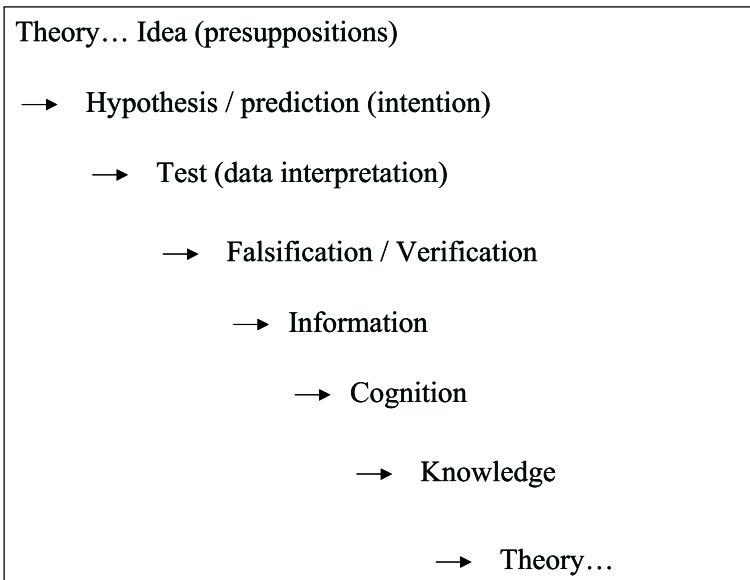 Theory… Idea (presuppositions)
→ Hypothesis / prediction (intention)
→ Test (data interpretation)
→ Falsification / Verification
→ Information
→ Cognition
→ Knowledge
→ Theory…